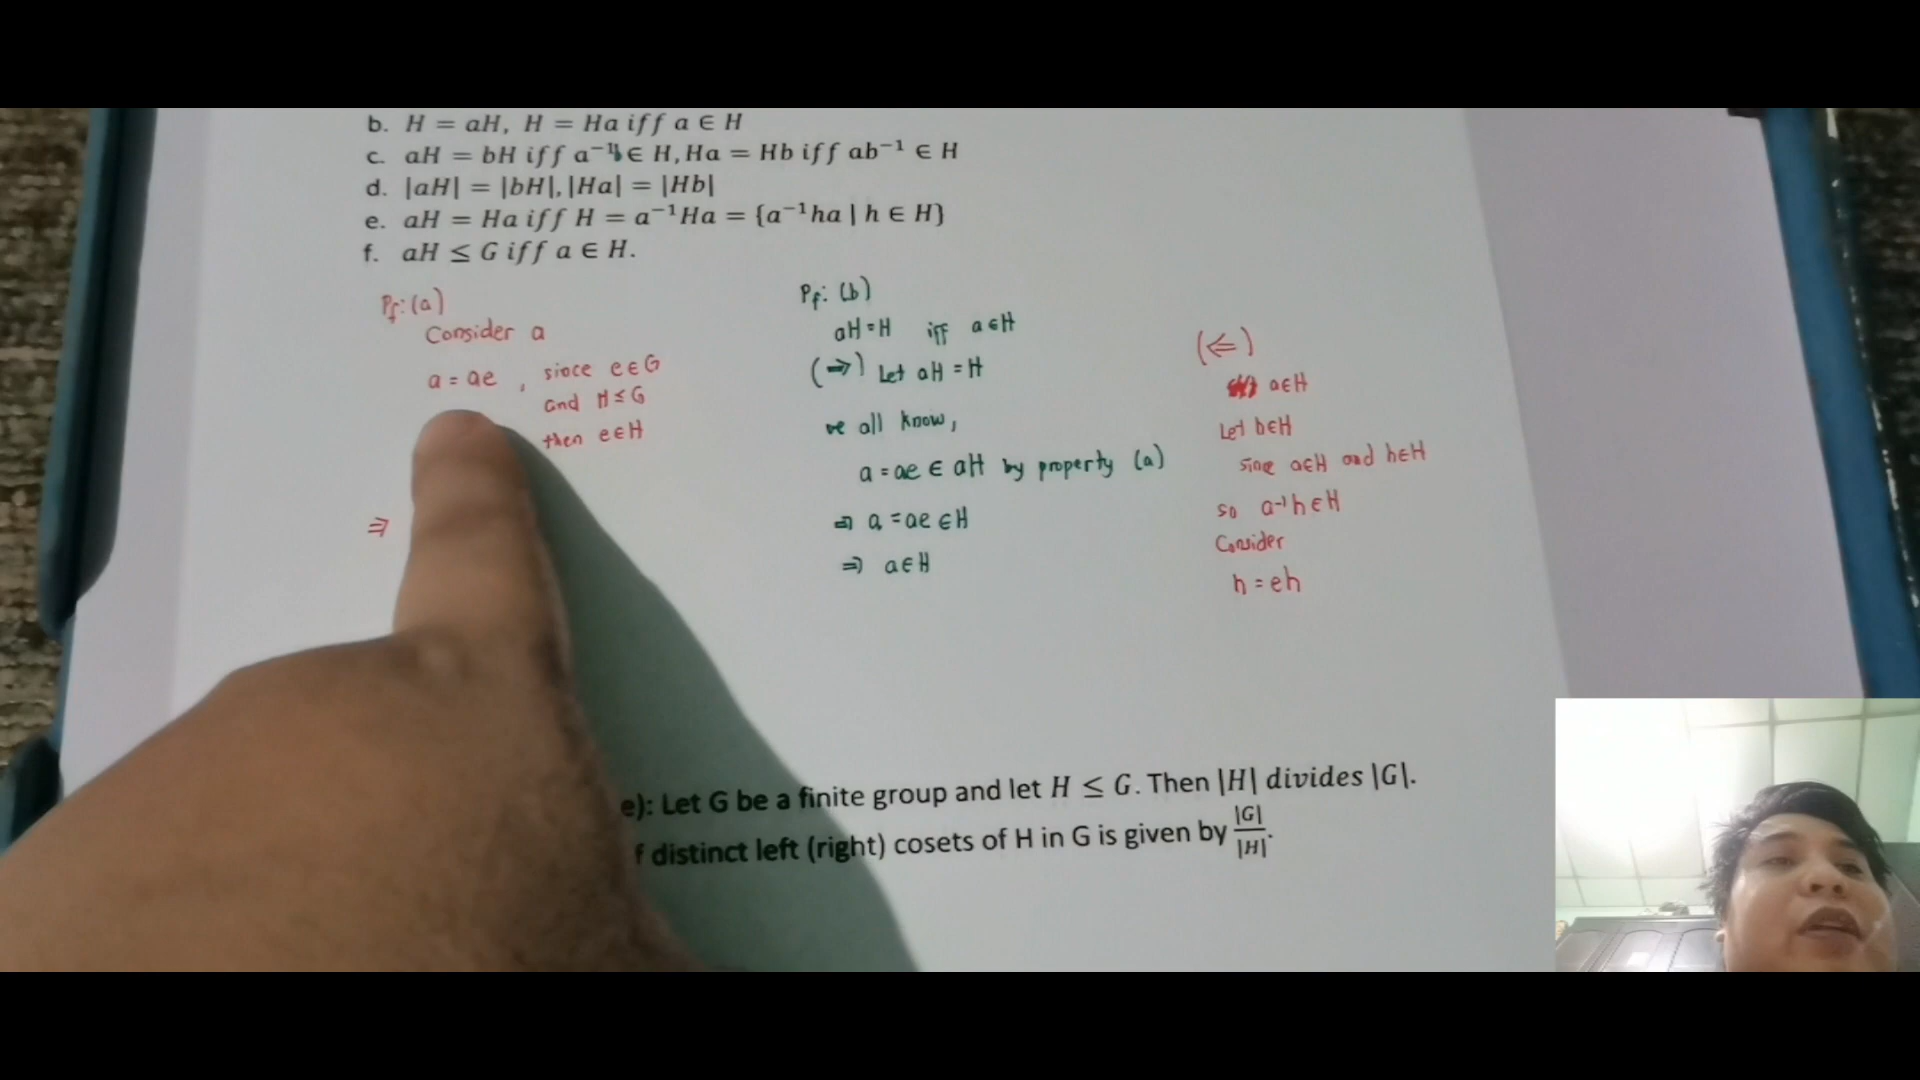 b. H = aH, H = Ha iff a ∈ H
c. aH = bH iff a⁻¹b ∈ H, Ha = Hb iff ab⁻¹ ∈ H
d. |aH| = |bH|, |Ha| = |Hb|
e. aH = Ha iff H = a⁻¹Ha = {a⁻¹ha | h ∈ H}
f. aH ≤ G iff a ∈ H.
Pf: (a)
Consider a
a = ae , since e∈G
and H≤G
then e∈H
⇒
Pf: (b)
aH = H iff a∈H
(⇒) Let aH = H
we all know,
a = ae ∈ aH by property (a)
⇒ a = ae ∈ H
⇒ a∈H
(⇐)
a∈H
Let h∈H
since a∈H and h∈H
so a⁻¹h∈H
Consider
h = eh
e): Let G be a finite group and let H ≤ G. Then |H| divides |G|.
f distinct left (right) cosets of H in G is given by |G|/|H|.